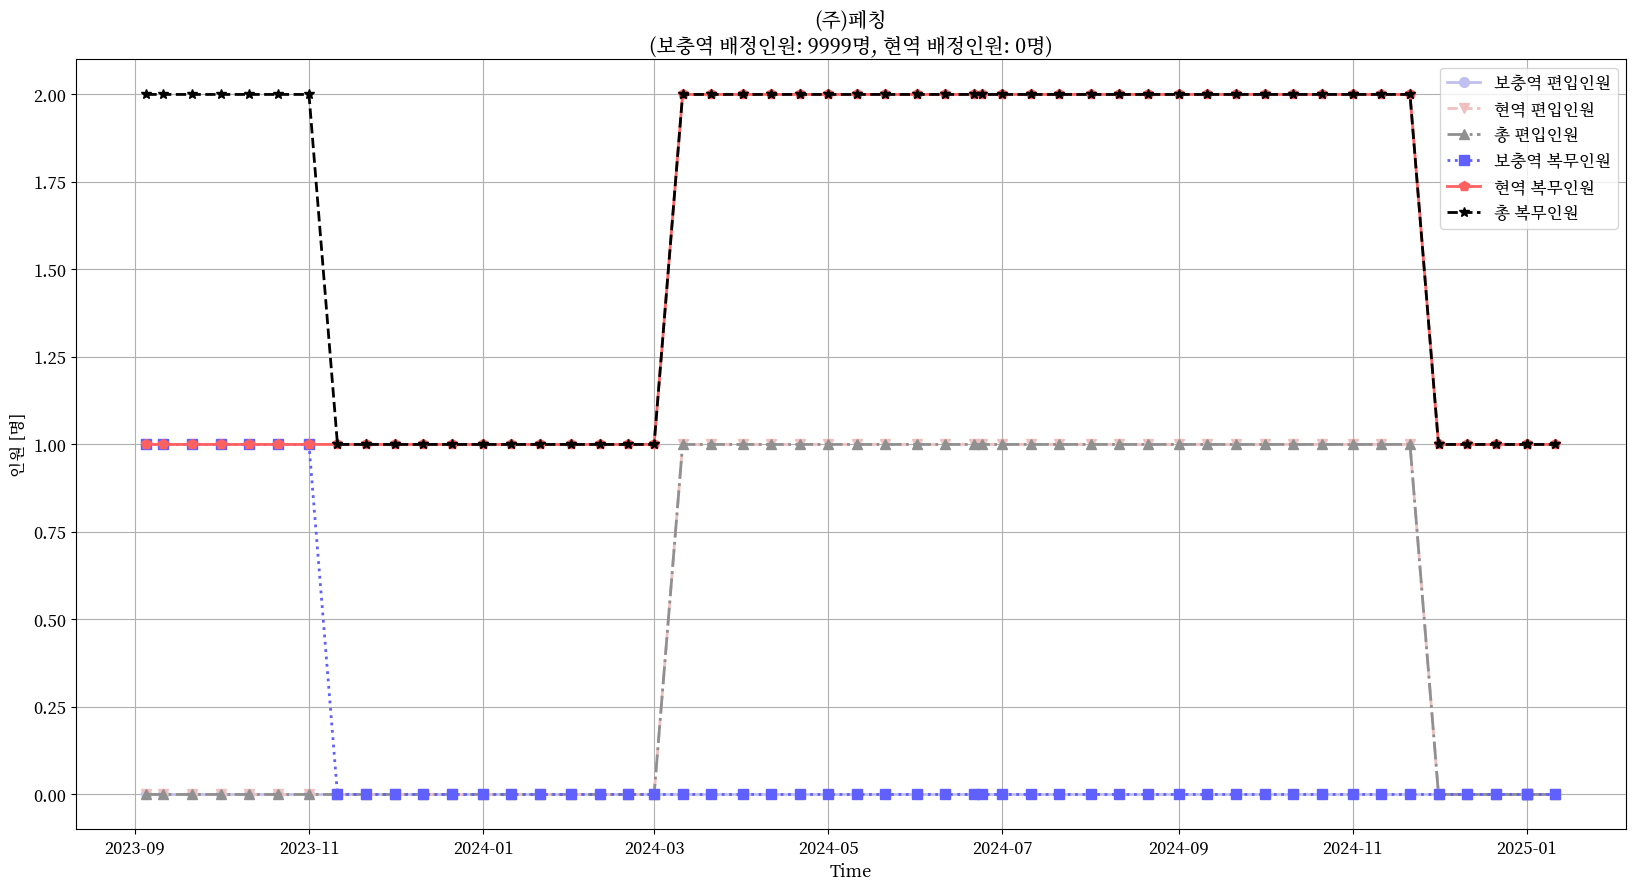 (주)페칭
(보충역 배정인원: 9999명, 현역 배정인원: 0명)
보충역 편입인원
현역 편입인원
총 편입인원
보충역 복무인원
현역 복무인원
총 복무인원
인원 [명]
2.00
1.75
1.50
1.25
1.00
0.75
0.50
0.25
0.00
2023-09
2023-11
2024-01
2024-03
2024-05
2024-07
2024-09
2024-11
2025-01
Time